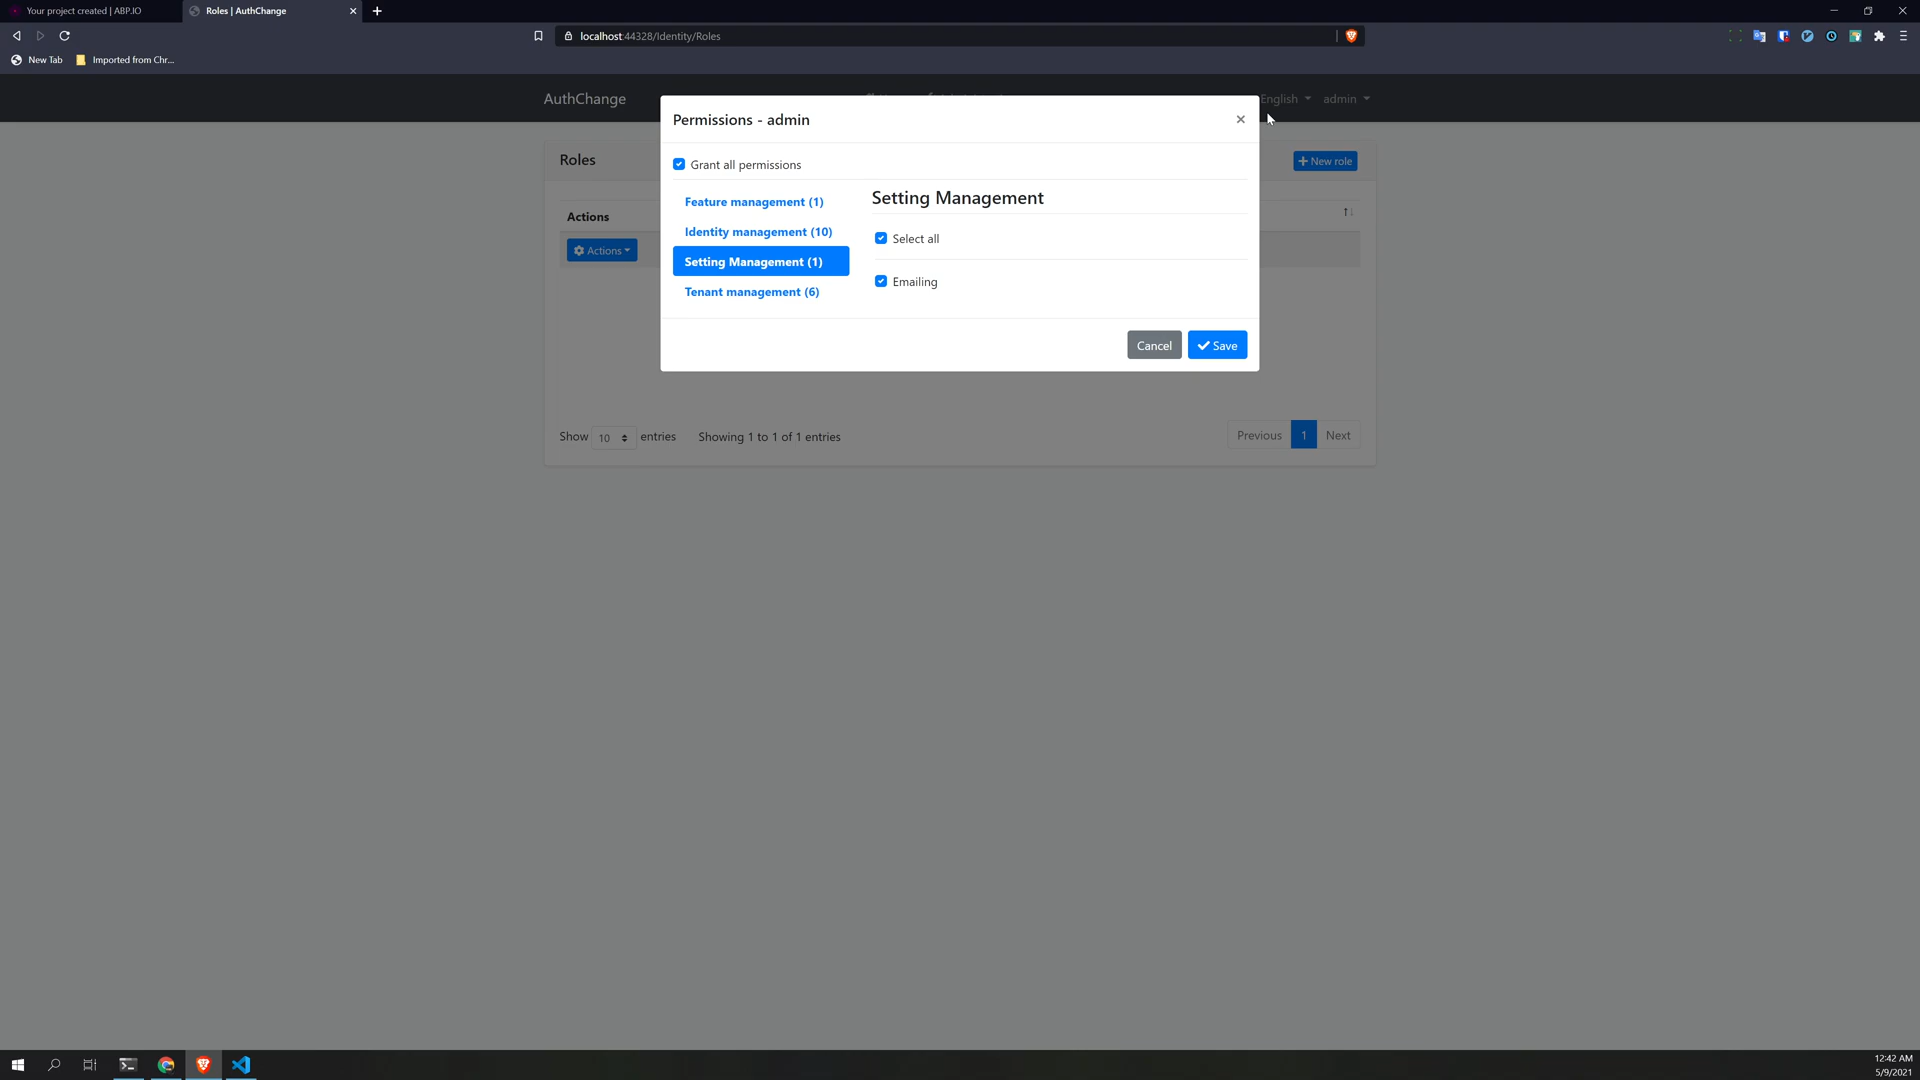 Your project created | ABP.IO
Roles | AuthChange
localhost:44328/Identity/Roles
New Tab
Imported from Chr...
AuthChange
English
admin
Permissions - admin
Grant all permissions
Feature management (1)
Identity management (10)
Setting Management (1)
Tenant management (6)
Setting Management
Select all
Emailing
Cancel
Save
Roles
New role
Actions
Actions
Show 10 entries
Showing 1 to 1 of 1 entries
Previous 1 Next
12:42 AM
5/9/2021